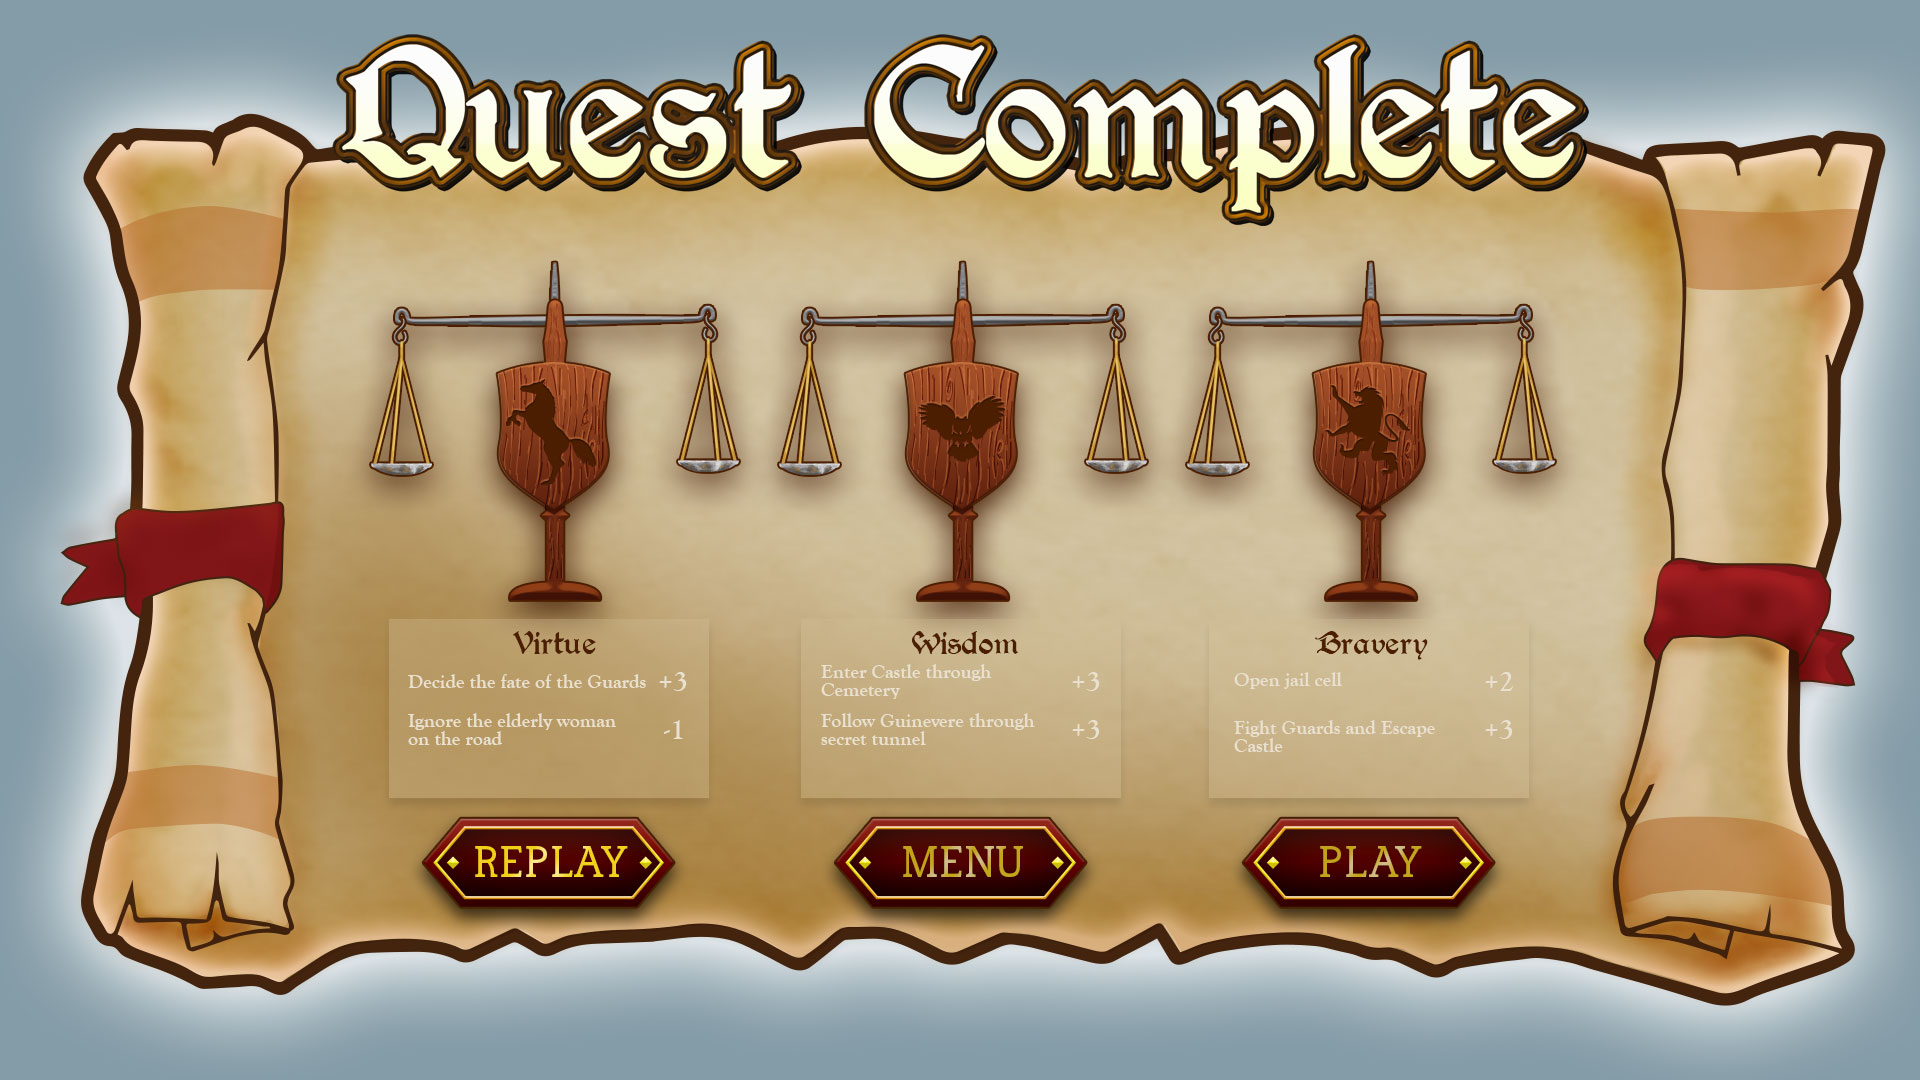 Quest Complete
Virtue
Decide the fate of the Guards +3
Ignore the elderly woman
on the road -1
Wisdom
Enter Castle through
Cemetery +3
Follow Guinevere through
secret tunnel +3
Bravery
Open jail cell +2
Fight Guards and Escape
Castle +3
REPLAY
MENU
PLAY